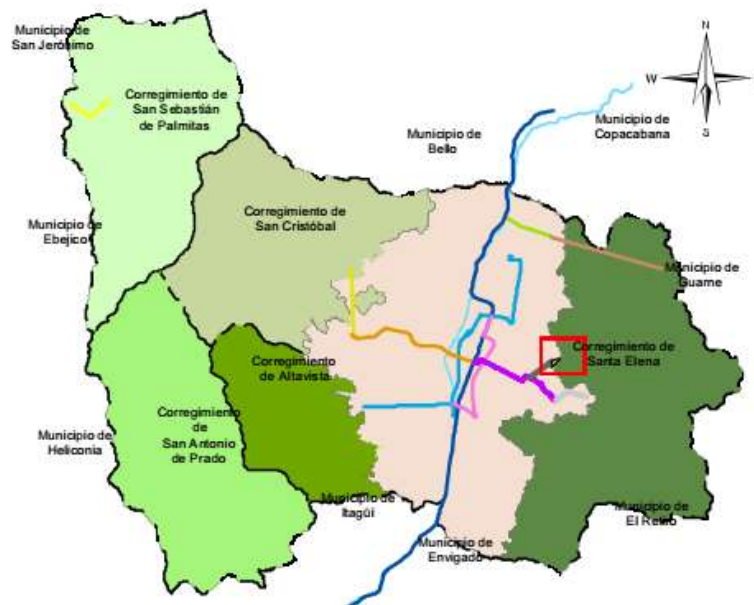 Municipio de
San Jerónimo
Corregimiento de
San Sebastián
de Palmitas
N
W
S
Municipio de
Copacabana
Municipio de
Bello
Corregimiento de
San Cristóbal
Municipio de
Ebejico
Municipio de
Guarne
Corregimiento de
Santa Elena
Corregimiento
de Altavista
Corregimiento
de
San Antonio
de Prado
Municipio de
Heliconia
Municipio de
Itagüí
Municipio de
El Retiro
Municipio de
Envigado